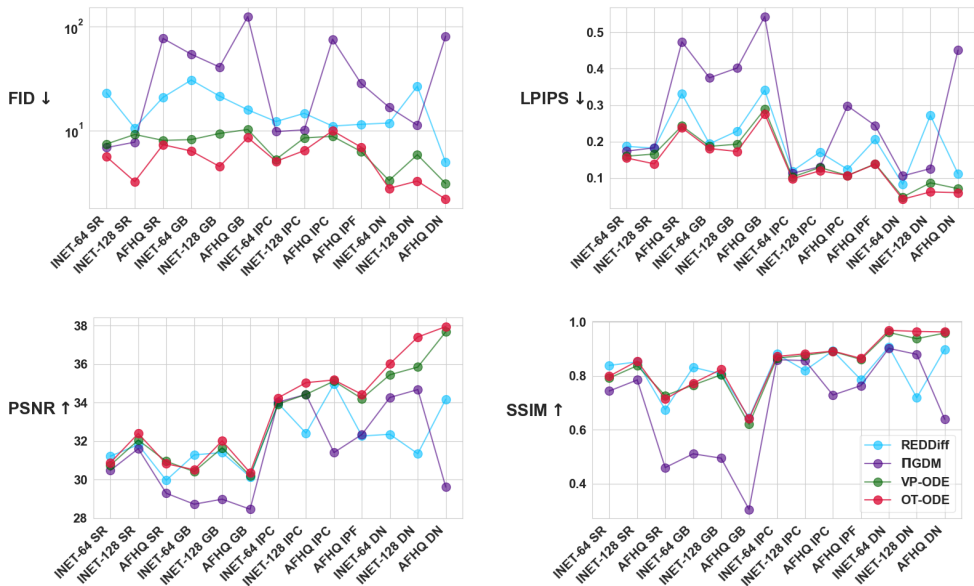 FID ↓
10²
10¹
INET-64 SR
INET-128 SR
AFHQ SR
INET-64 GB
INET-128 GB
AFHQ GB
INET-64 IPC
INET-128 IPC
AFHQ IPC
AFHQ IPF
INET-64 DN
INET-128 DN
AFHQ DN
LPIPS ↓
0.5
0.4
0.3
0.2
0.1
INET-64 SR
INET-128 SR
AFHQ SR
INET-64 GB
INET-128 GB
AFHQ GB
INET-64 IPC
INET-128 IPC
AFHQ IPC
AFHQ IPF
INET-64 DN
INET-128 DN
AFHQ DN
PSNR ↑
38
36
34
32
30
28
INET-64 SR
INET-128 SR
AFHQ SR
INET-64 GB
INET-128 GB
AFHQ GB
INET-64 IPC
INET-128 IPC
AFHQ IPC
AFHQ IPF
INET-64 DN
INET-128 DN
AFHQ DN
SSIM ↑
1.0
0.8
0.6
0.4
REDDiff
ΠGDM
VP-ODE
OT-ODE
INET-64 SR
INET-128 SR
AFHQ SR
INET-64 GB
INET-128 GB
AFHQ GB
INET-64 IPC
INET-128 IPC
AFHQ IPC
AFHQ IPF
INET-64 DN
INET-128 DN
AFHQ DN